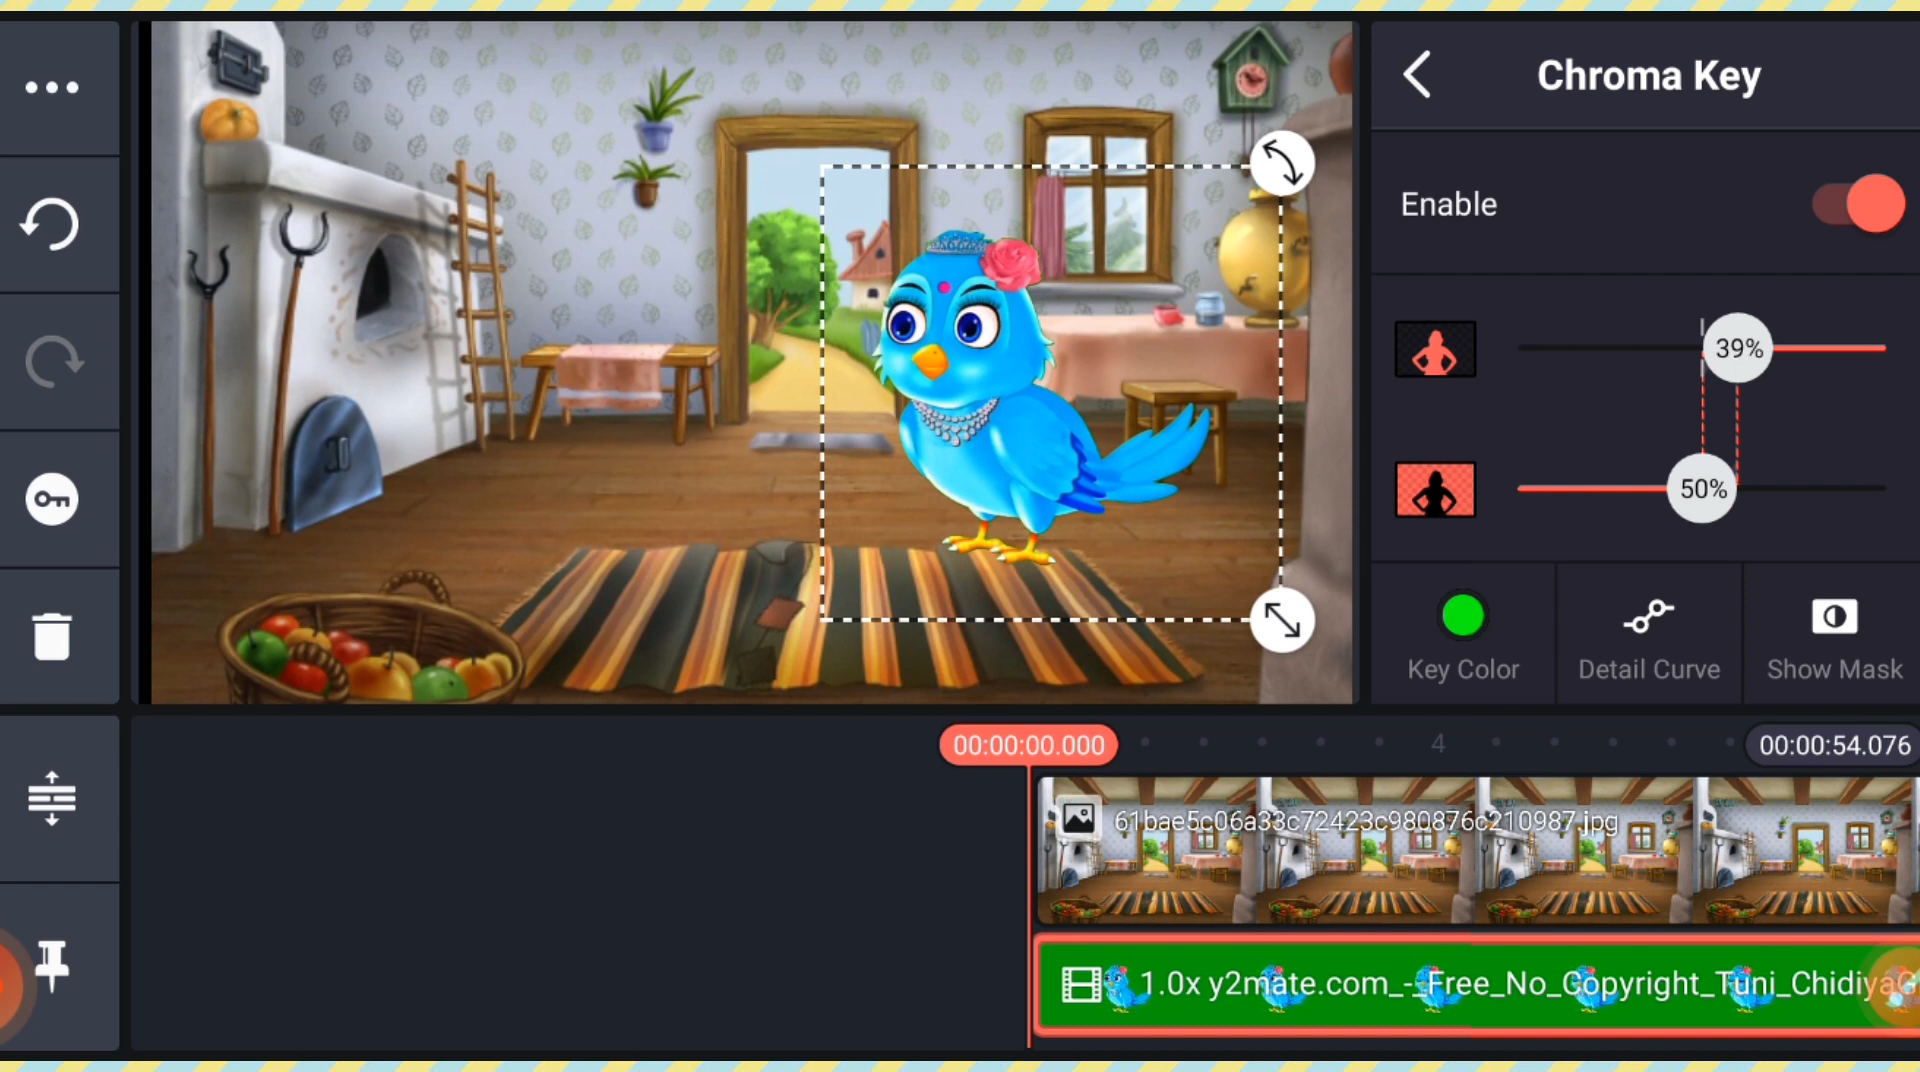 Chroma Key
Enable
39%
50%
Key Color
Detail Curve
Show Mask
00:00:00.000
4
00:00:54.076
61bae5c06a33c72423c980876c210987.jpg
1.0x y2mate.com_-_Free_No_Copyright_Tuni_ChidiyaG